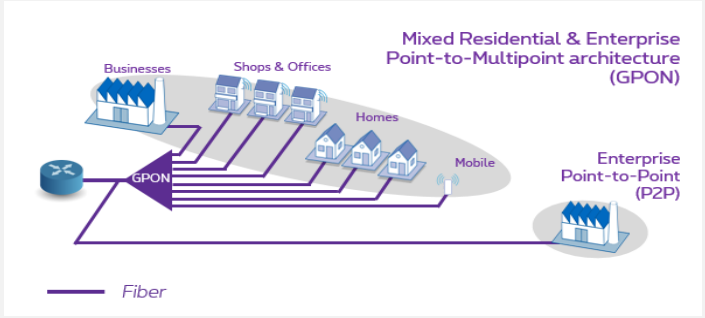 Mixed Residential & Enterprise
Point-to-Multipoint architecture
(GPON)
Businesses
Shops & Offices
Homes
Mobile
GPON
Enterprise
Point-to-Point
(P2P)
Fiber